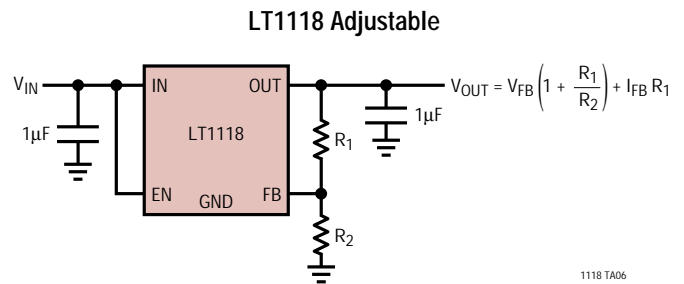 LT1118 Adjustable
V_IN
IN
OUT
V_OUT = V_FB (1 + R_1/R_2) + I_FB R_1
1µF
LT1118
R_1
1µF
EN
GND
FB
R_2
1118 TA06